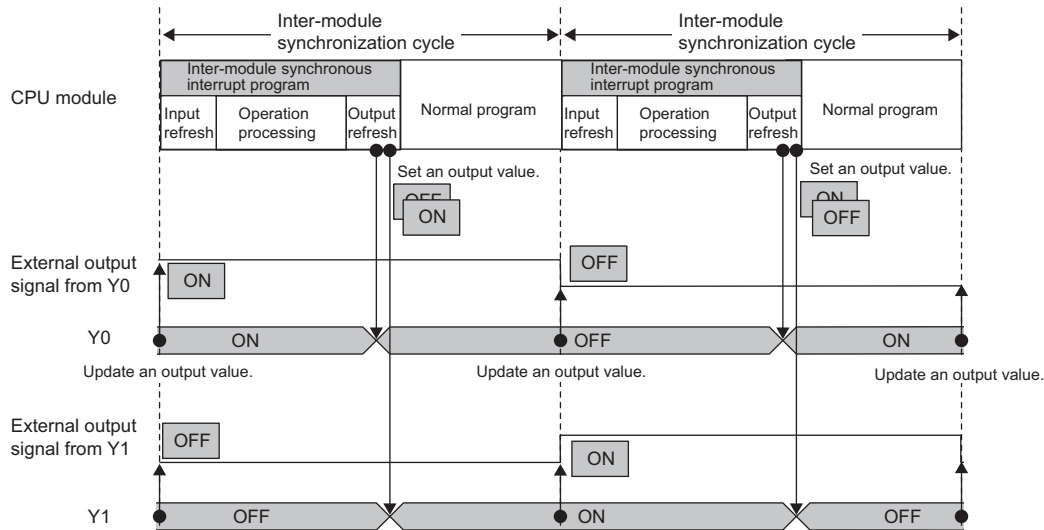 Inter-module
synchronization cycle
Inter-module
synchronization cycle
CPU module
Inter-module synchronous
interrupt program
Input
refresh
Operation
processing
Output
refresh
Normal program
Inter-module synchronous
interrupt program
Input
refresh
Operation
processing
Output
refresh
Normal program
Set an output value.
OFF
ON
Set an output value.
ON
OFF
External output
signal from Y0
ON
OFF
Y0
ON
OFF
ON
Update an output value.
Update an output value.
Update an output value.
External output
signal from Y1
OFF
ON
Y1
OFF
ON
OFF